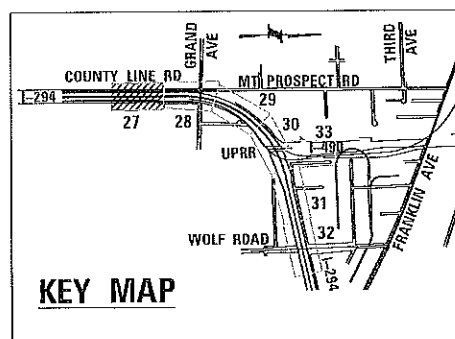 GRAND AVE
THIRD AVE
COUNTY LINE RD
MT PROSPECT RD
I-294
27
28
29
30
33
UPRR
I-490
31
32
WOLF ROAD
FRANKLIN AVE
I-294
KEY MAP